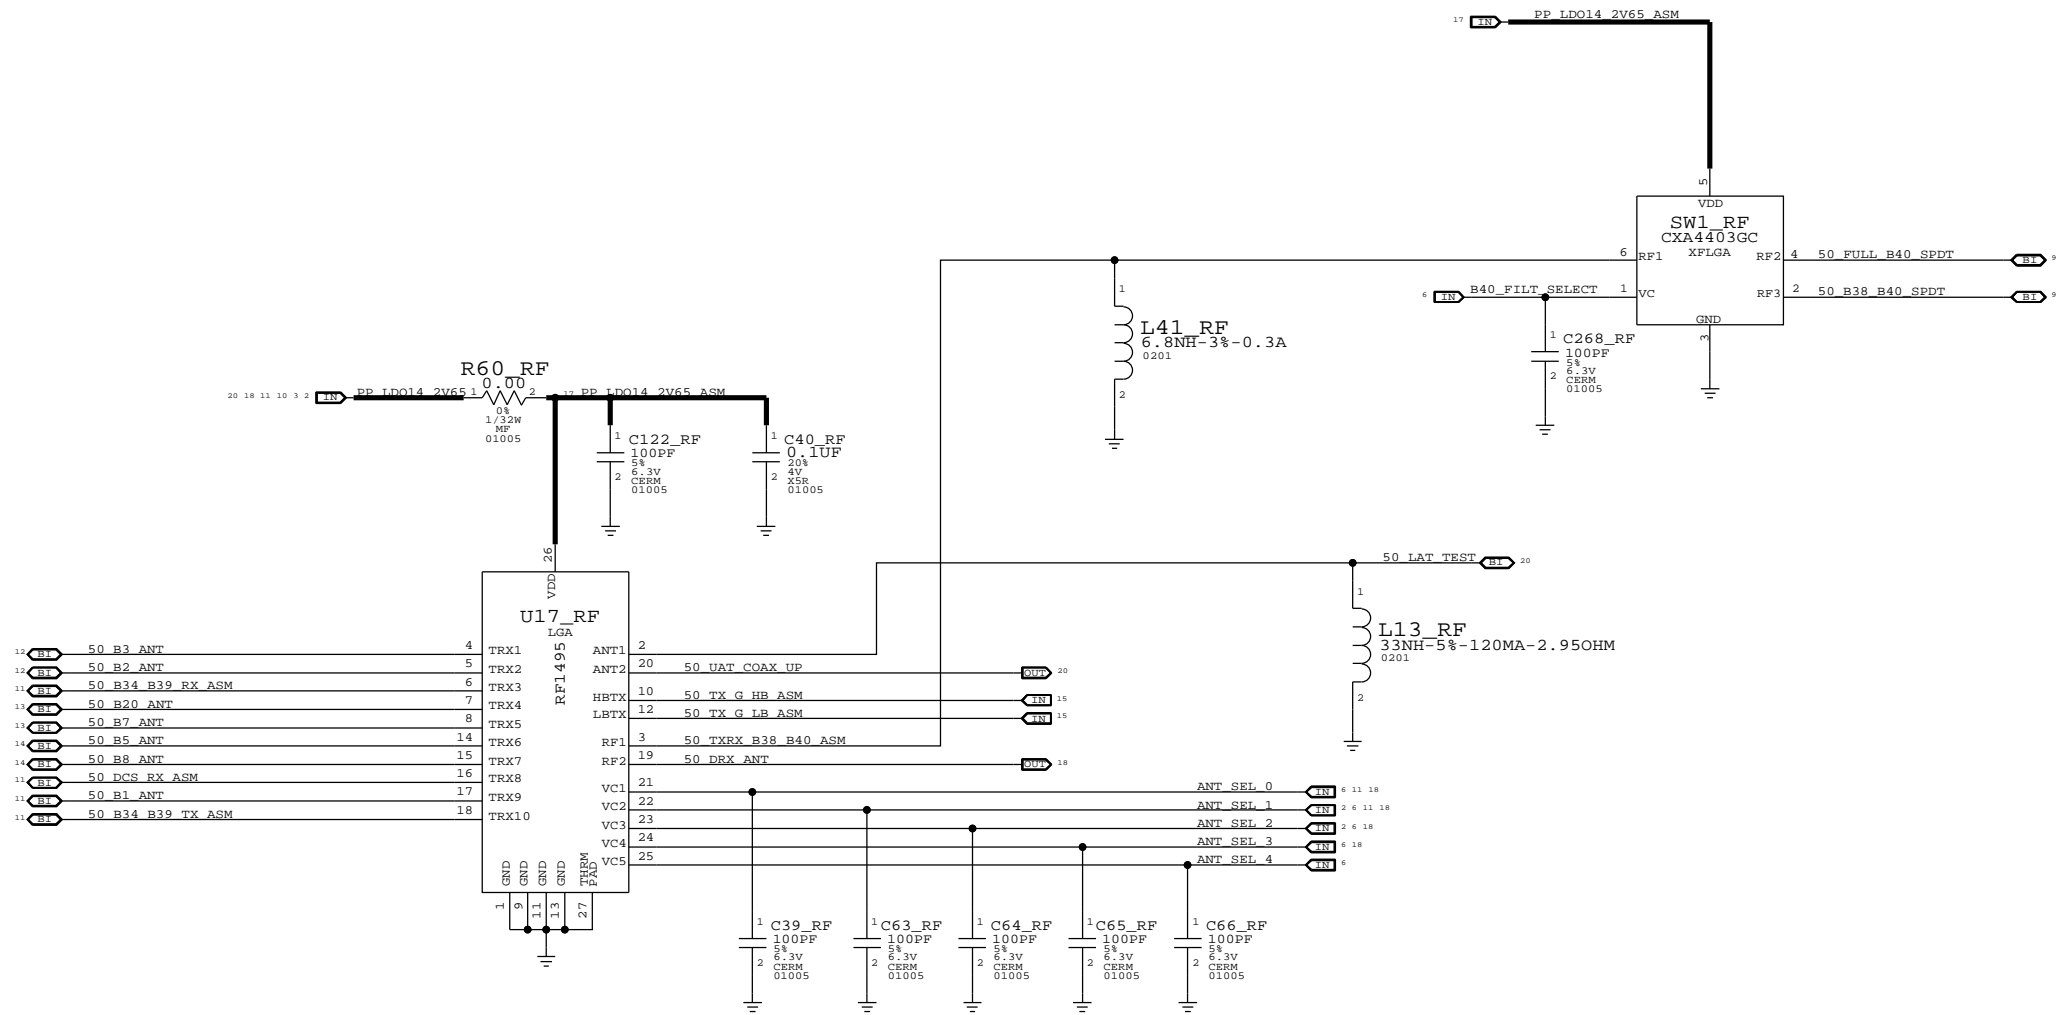 17 IN PP_LDO14_2V65_ASM
5
VDD
SW1_RF
CXA4403GC
XFLGA
6 RF1 RF2 4 50_FULL_B40_SPDT BI 9
6 IN B40_FILT_SELECT 1 VC RF3 2 50_B38_B40_SPDT BI 9
GND
3
1
L41_RF
6.8NH-3%-0.3A
0201
2
1 C268_RF
100PF
5%
6.3V
2 CERM
01005
R60_RF
0.00
20 18 11 10 3 2 IN PP_LDO14_2V65 1 2 17 PP_LDO14_2V65_ASM
0%
1/32W
MF
01005
1 C122_RF
100PF
5%
6.3V
2 CERM
01005
1 C40_RF
0.1UF
20%
4V
2 X5R
01005
26
VDD
U17_RF
LGA
RF1495
50_LAT_TEST BI 20
1
L13_RF
33NH-5%-120MA-2.95OHM
0201
2
12 BI 50_B3_ANT 4 TRX1
12 BI 50_B2_ANT 5 TRX2
11 BI 50_B34_B39_RX_ASM 6 TRX3
13 BI 50_B20_ANT 7 TRX4
13 BI 50_B7_ANT 8 TRX5
14 BI 50_B5_ANT 14 TRX6
14 BI 50_B8_ANT 15 TRX7
11 BI 50_DCS_RX_ASM 16 TRX8
11 BI 50_B1_ANT 17 TRX9
11 BI 50_B34_B39_TX_ASM 18 TRX10
ANT1 2
ANT2 20 50_UAT_COAX_UP OUT 20
HBTX 10 50_TX_G_HB_ASM IN 15
LBTX 12 50_TX_G_LB_ASM IN 15
RF1 3 50_TXRX_B38_B40_ASM
RF2 19 50_DRX_ANT OUT 18
VC1 21 ANT_SEL_0 IN 6 11 18
VC2 22 ANT_SEL_1 IN 2 6 11 18
VC3 23 ANT_SEL_2 IN 2 6 18
VC4 24 ANT_SEL_3 IN 6 18
VC5 25 ANT_SEL_4 IN 6
GND GND GND GND THRM PAD
1 9 11 13 27
1 C39_RF
100PF
5%
6.3V
2 CERM
01005
1 C63_RF
100PF
5%
6.3V
2 CERM
01005
1 C64_RF
100PF
5%
6.3V
2 CERM
01005
1 C65_RF
100PF
5%
6.3V
2 CERM
01005
1 C66_RF
100PF
5%
6.3V
2 CERM
01005